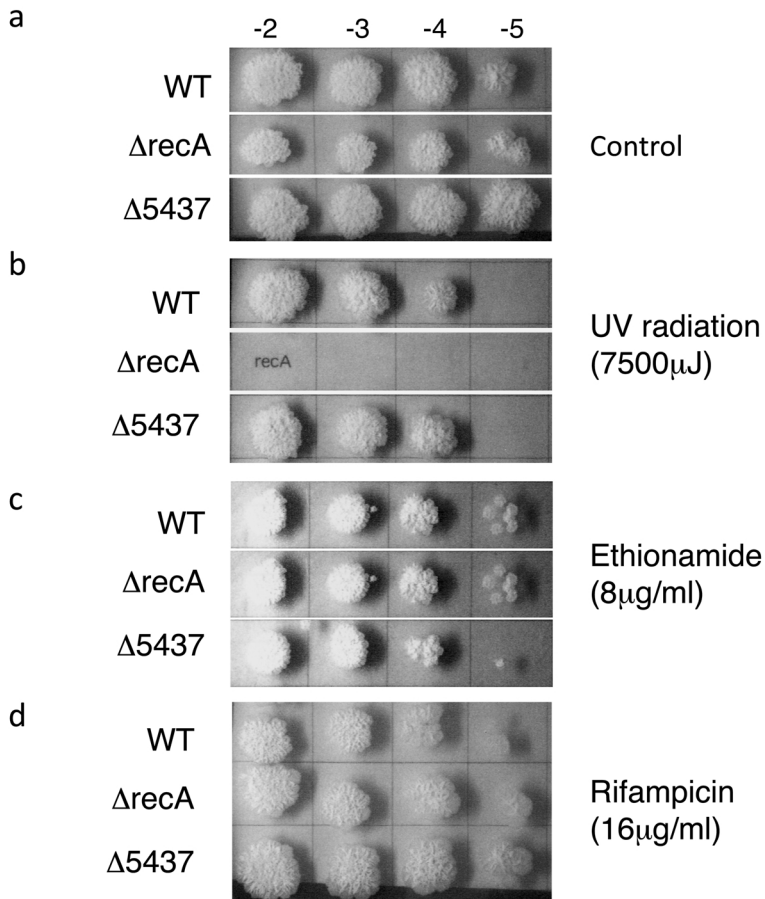 a
-2 -3 -4 -5
WT
ΔrecA
Control
Δ5437
b
WT
UV radiation
ΔrecA
recA
(7500μJ)
Δ5437
c
WT
Ethionamide
ΔrecA
(8μg/ml)
Δ5437
d
WT
ΔrecA
Rifampicin
(16μg/ml)
Δ5437